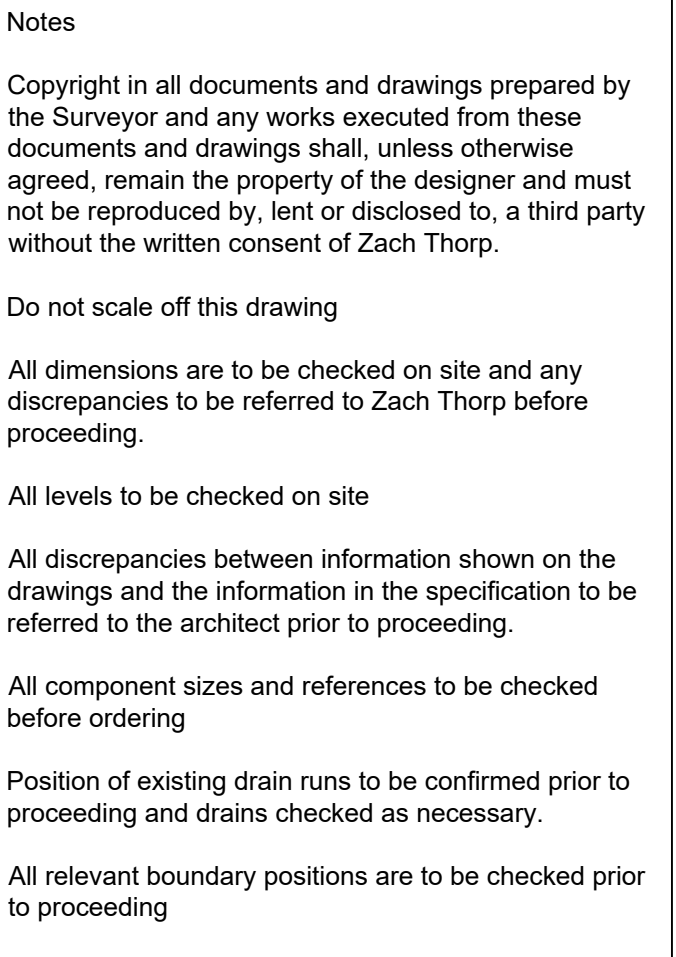 Notes
Copyright in all documents and drawings prepared by
the Surveyor and any works executed from these
documents and drawings shall, unless otherwise
agreed, remain the property of the designer and must
not be reproduced by, lent or disclosed to, a third party
without the written consent of Zach Thorp.
Do not scale off this drawing
All dimensions are to be checked on site and any
discrepancies to be referred to Zach Thorp before
proceeding.
All levels to be checked on site
All discrepancies between information shown on the
drawings and the information in the specification to be
referred to the architect prior to proceeding.
All component sizes and references to be checked
before ordering
Position of existing drain runs to be confirmed prior to
proceeding and drains checked as necessary.
All relevant boundary positions are to be checked prior
to proceeding